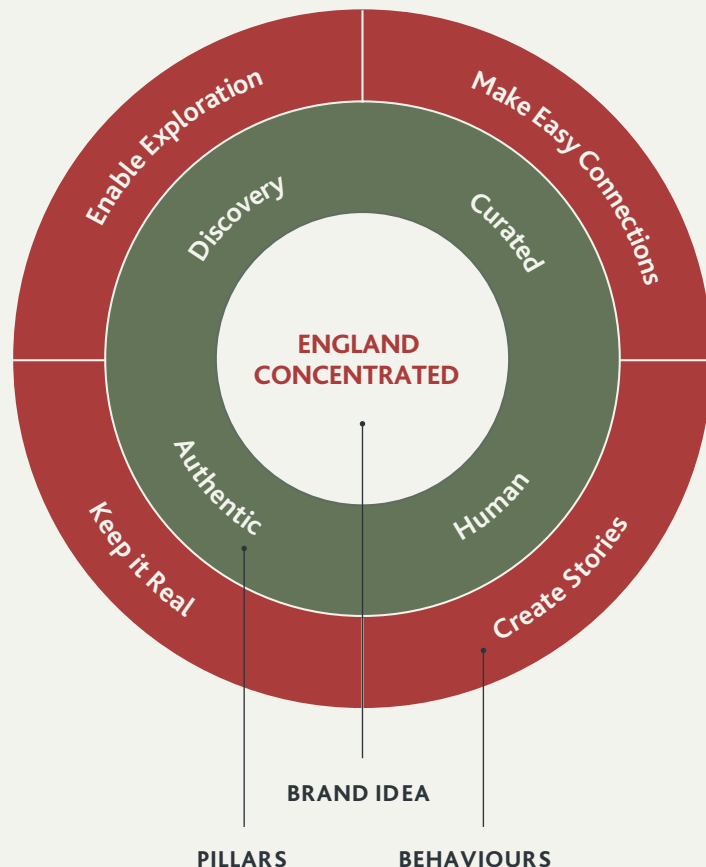 Enable Exploration
Make Easy Connections
Discovery
Curated
ENGLAND
CONCENTRATED
Authentic
Human
Keep it Real
Create Stories
BRAND IDEA
PILLARS
BEHAVIOURS